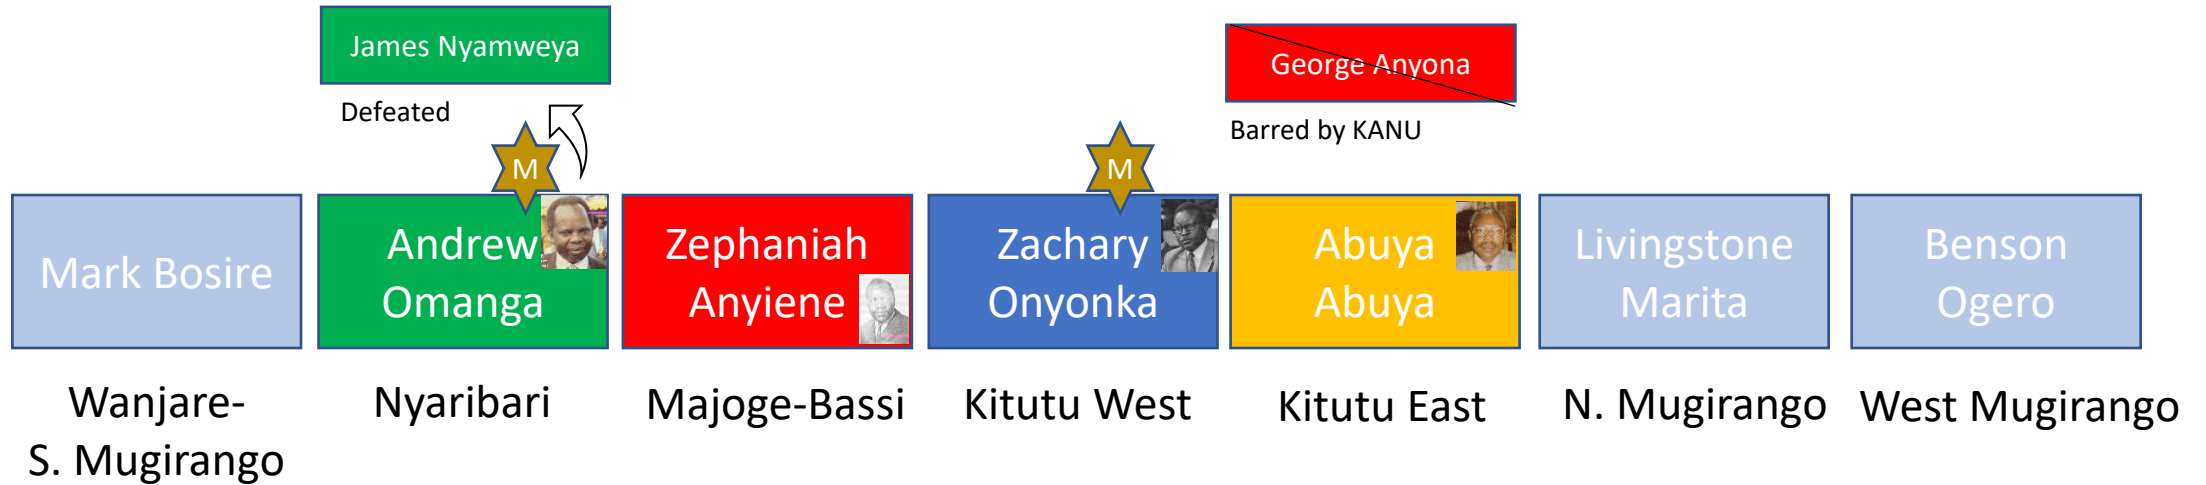 James Nyamweya
George Anyona
Defeated
Barred by KANU
M
M
Mark Bosire
Andrew
Omanga
Zephaniah
Anyiene
Zachary
Onyonka
Abuya
Abuya
Livingstone
Marita
Benson
Ogero
Wanjare-
S. Mugirango
Nyaribari
Majoge-Bassi
Kitutu West
Kitutu East
N. Mugirango
West Mugirango